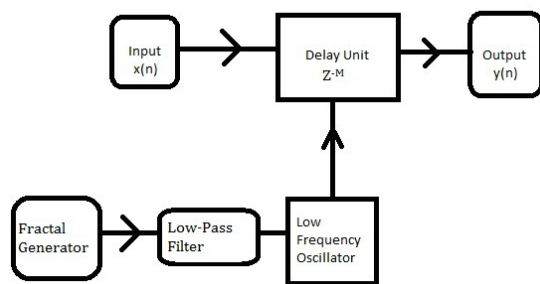 Input
x(n)
Delay Unit
Z-M
Output
y(n)
Fractal
Generator
Low-Pass
Filter
Low
Frequency
Oscillator